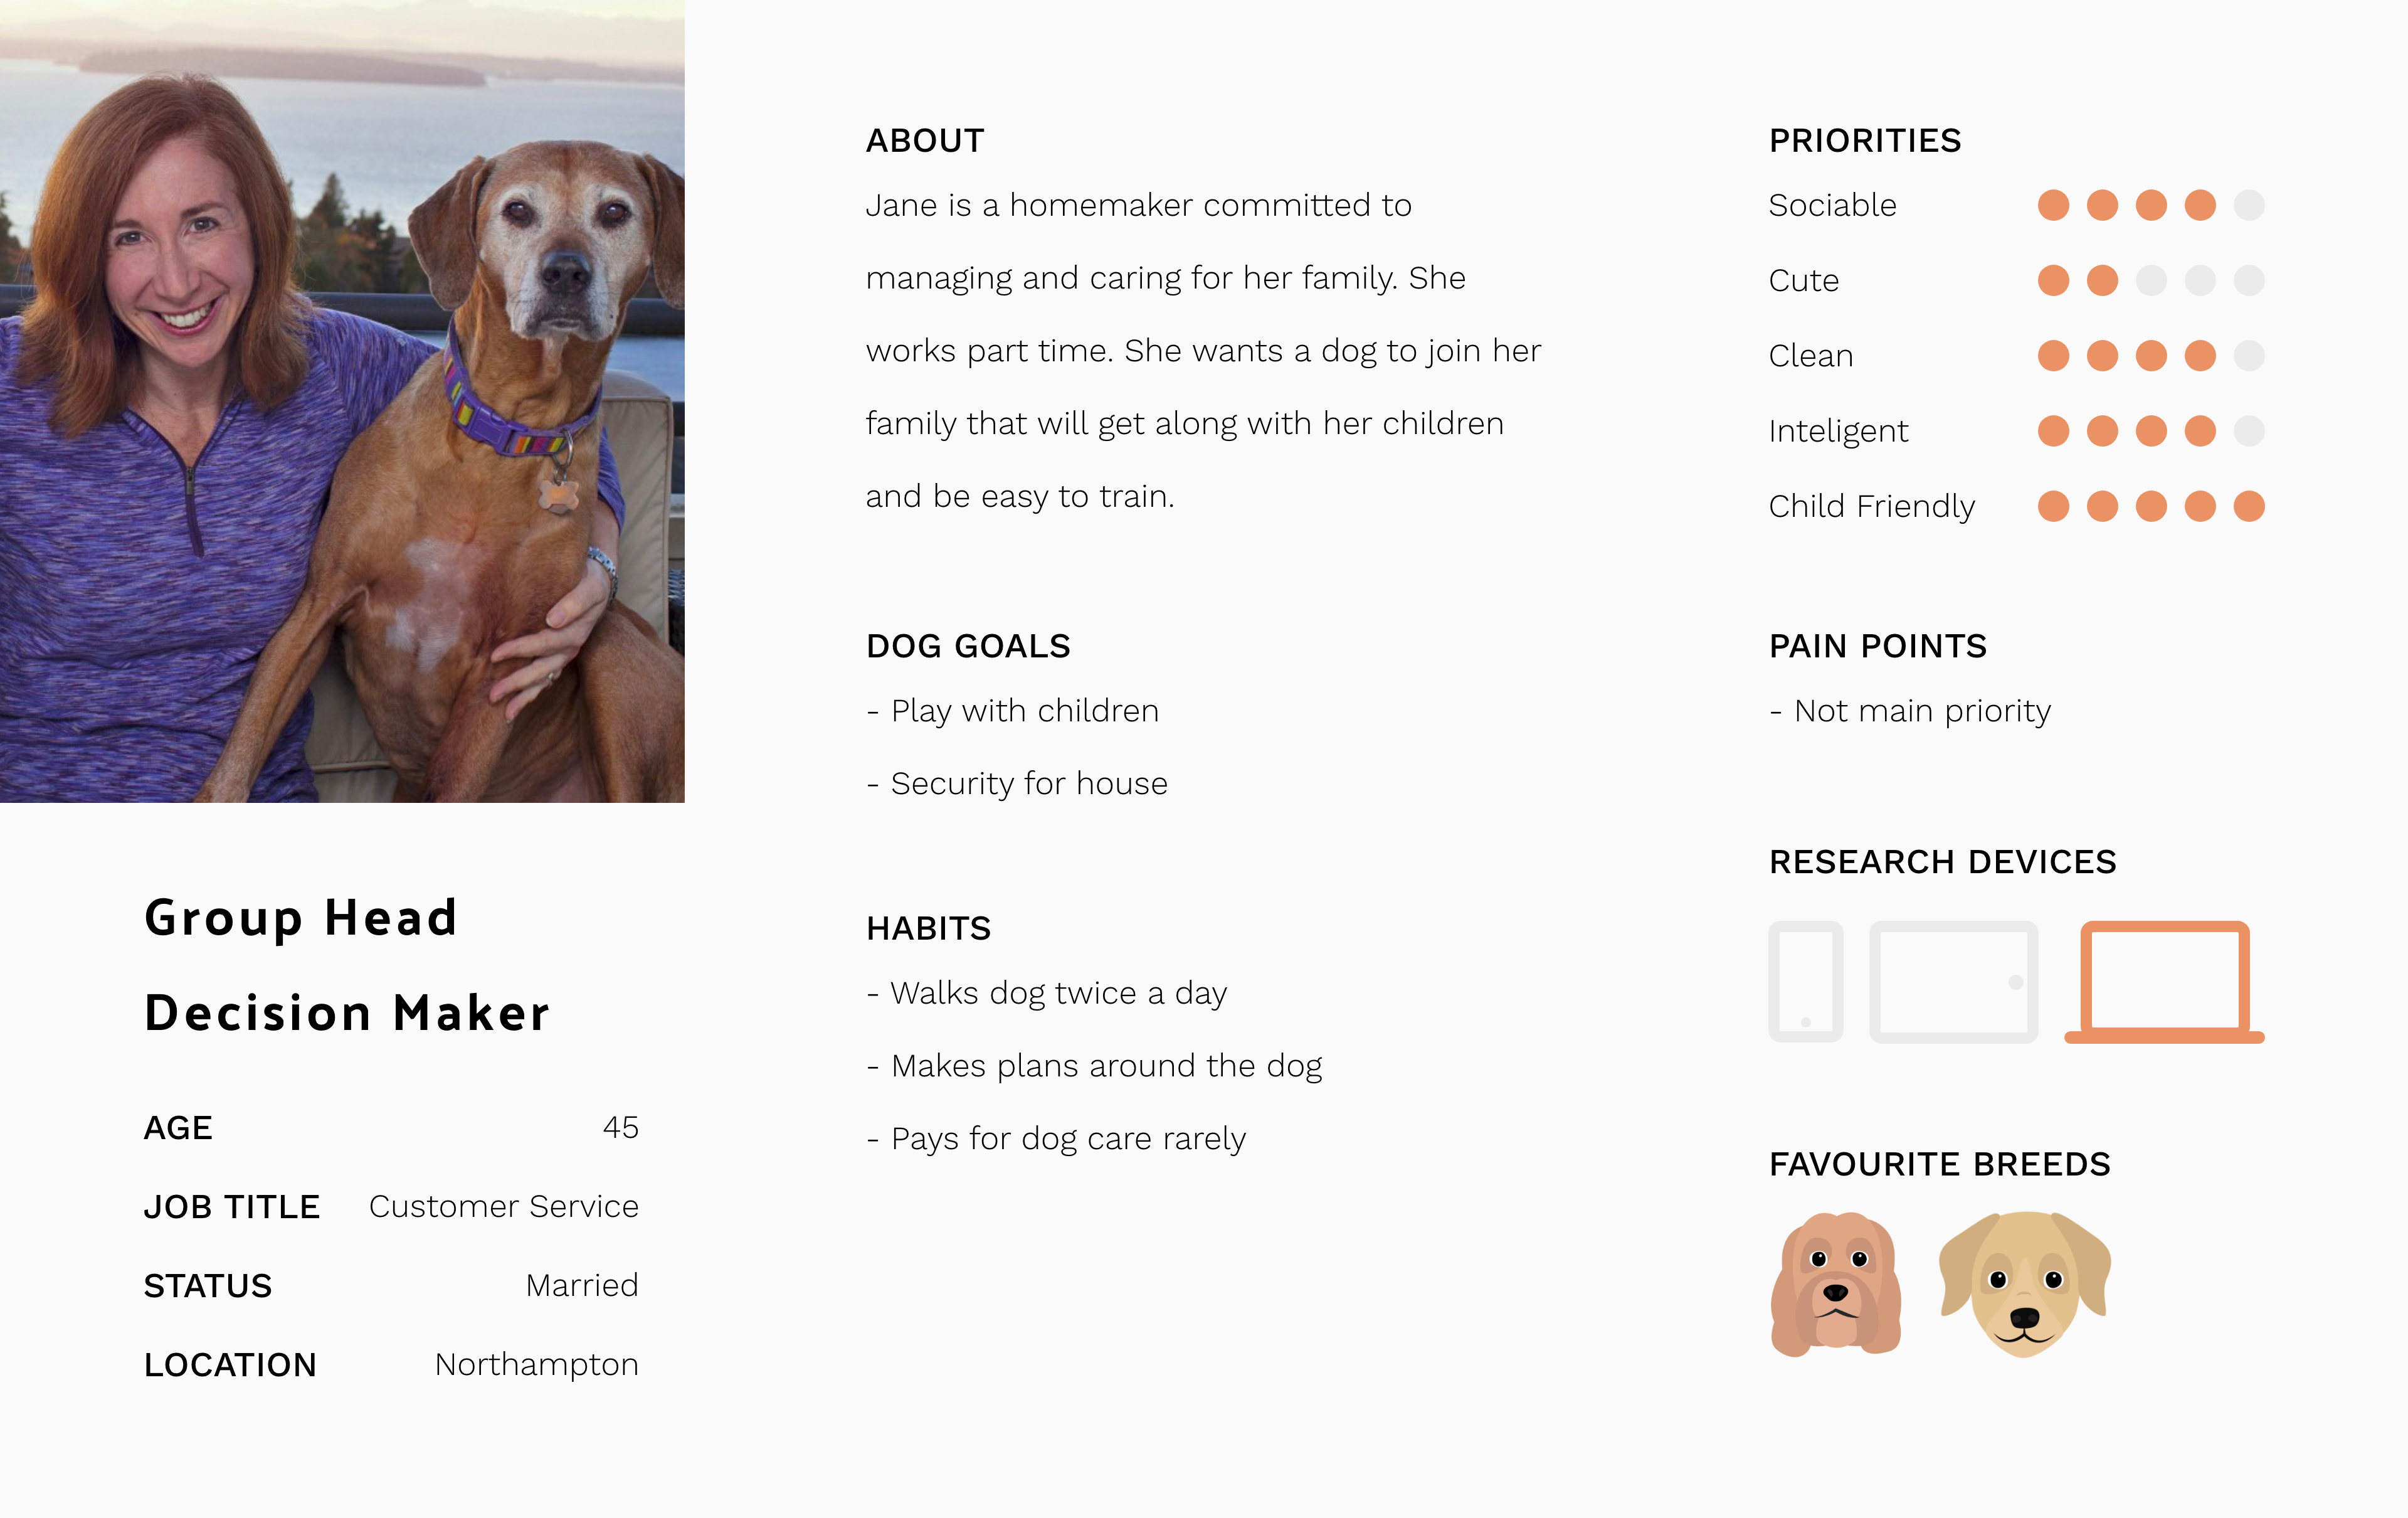 Group Head
Decision Maker
AGE 45
JOB TITLE Customer Service
STATUS Married
LOCATION Northampton
ABOUT
Jane is a homemaker committed to
managing and caring for her family. She
works part time. She wants a dog to join her
family that will get along with her children
and be easy to train.
DOG GOALS
- Play with children
- Security for house
HABITS
- Walks dog twice a day
- Makes plans around the dog
- Pays for dog care rarely
PRIORITIES
Sociable
Cute
Clean
Inteligent
Child Friendly
PAIN POINTS
- Not main priority
RESEARCH DEVICES
FAVOURITE BREEDS